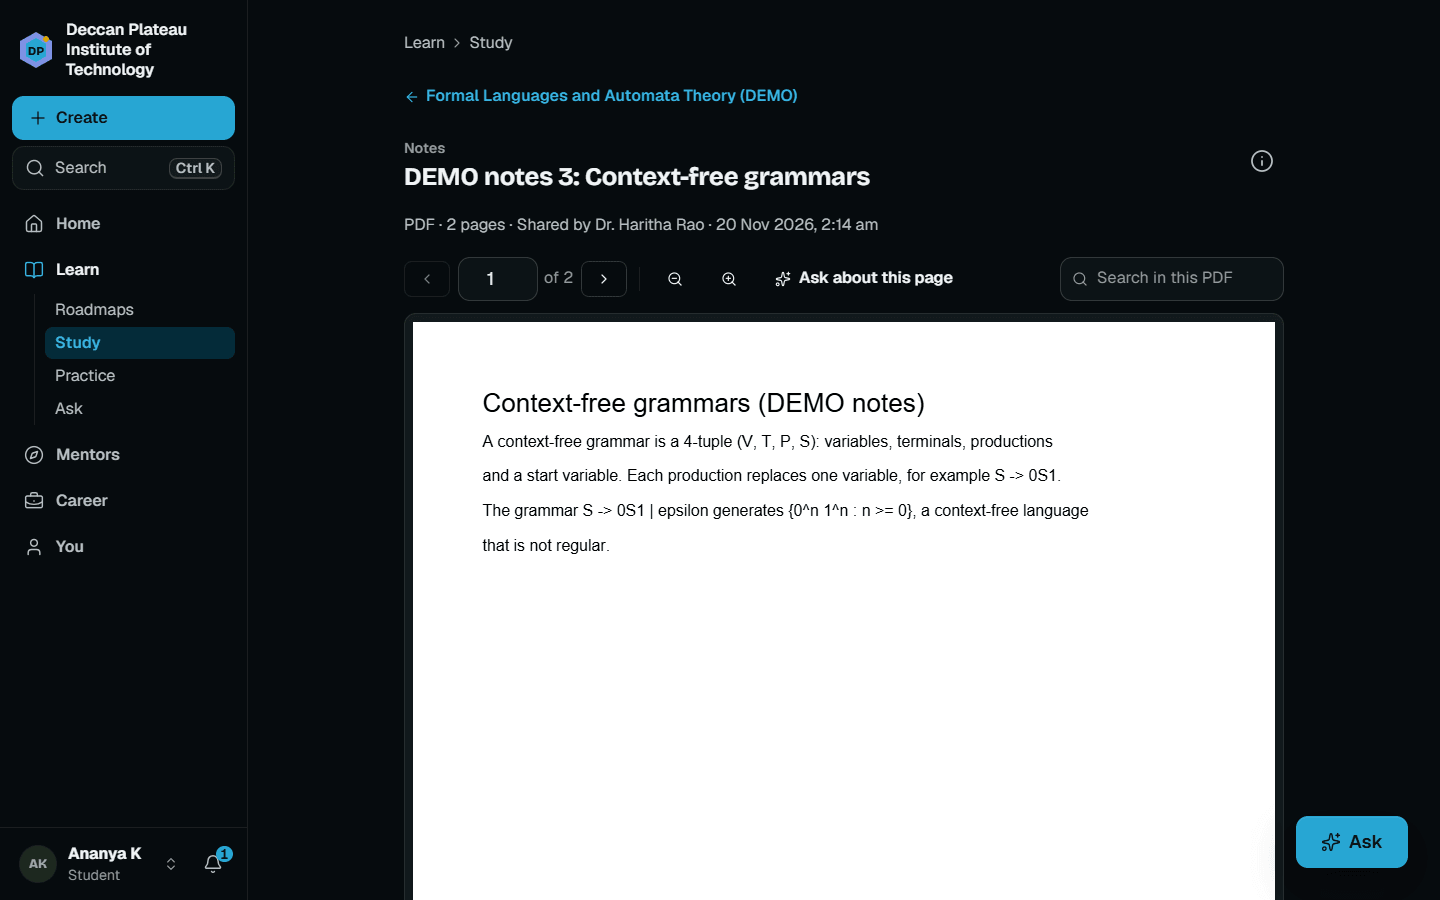 Deccan Plateau
Institute of
Technology
DP
Create
Search
Ctrl K
Home
Learn
Roadmaps
Study
Practice
Ask
Mentors
Career
You
AK
Ananya K
Student
1
Learn > Study
← Formal Languages and Automata Theory (DEMO)
Notes
DEMO notes 3: Context-free grammars
PDF · 2 pages · Shared by Dr. Haritha Rao · 20 Nov 2026, 2:14 am
1 of 2
Ask about this page
Search in this PDF
Context-free grammars (DEMO notes)
A context-free grammar is a 4-tuple (V, T, P, S): variables, terminals, productions
and a start variable. Each production replaces one variable, for example S -> 0S1.
The grammar S -> 0S1 | epsilon generates {0^n 1^n : n >= 0}, a context-free language
that is not regular.
Ask